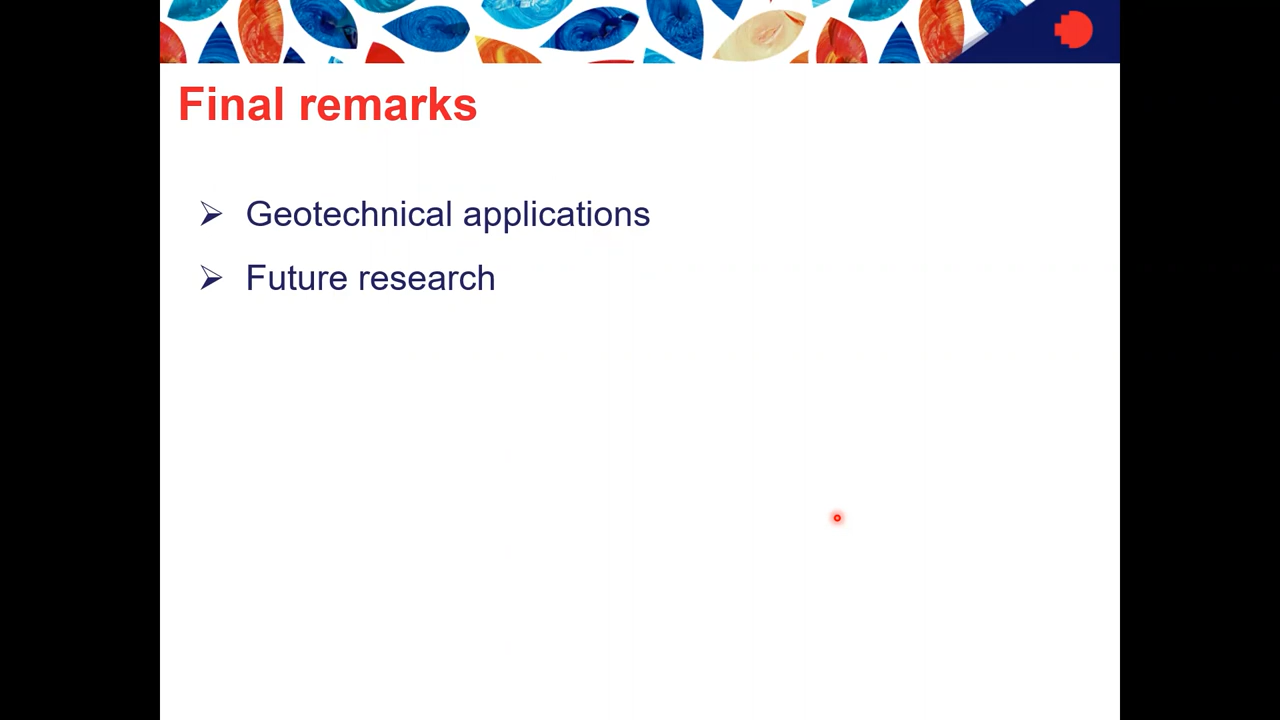 Final remarks
➢ Geotechnical applications
➢ Future research